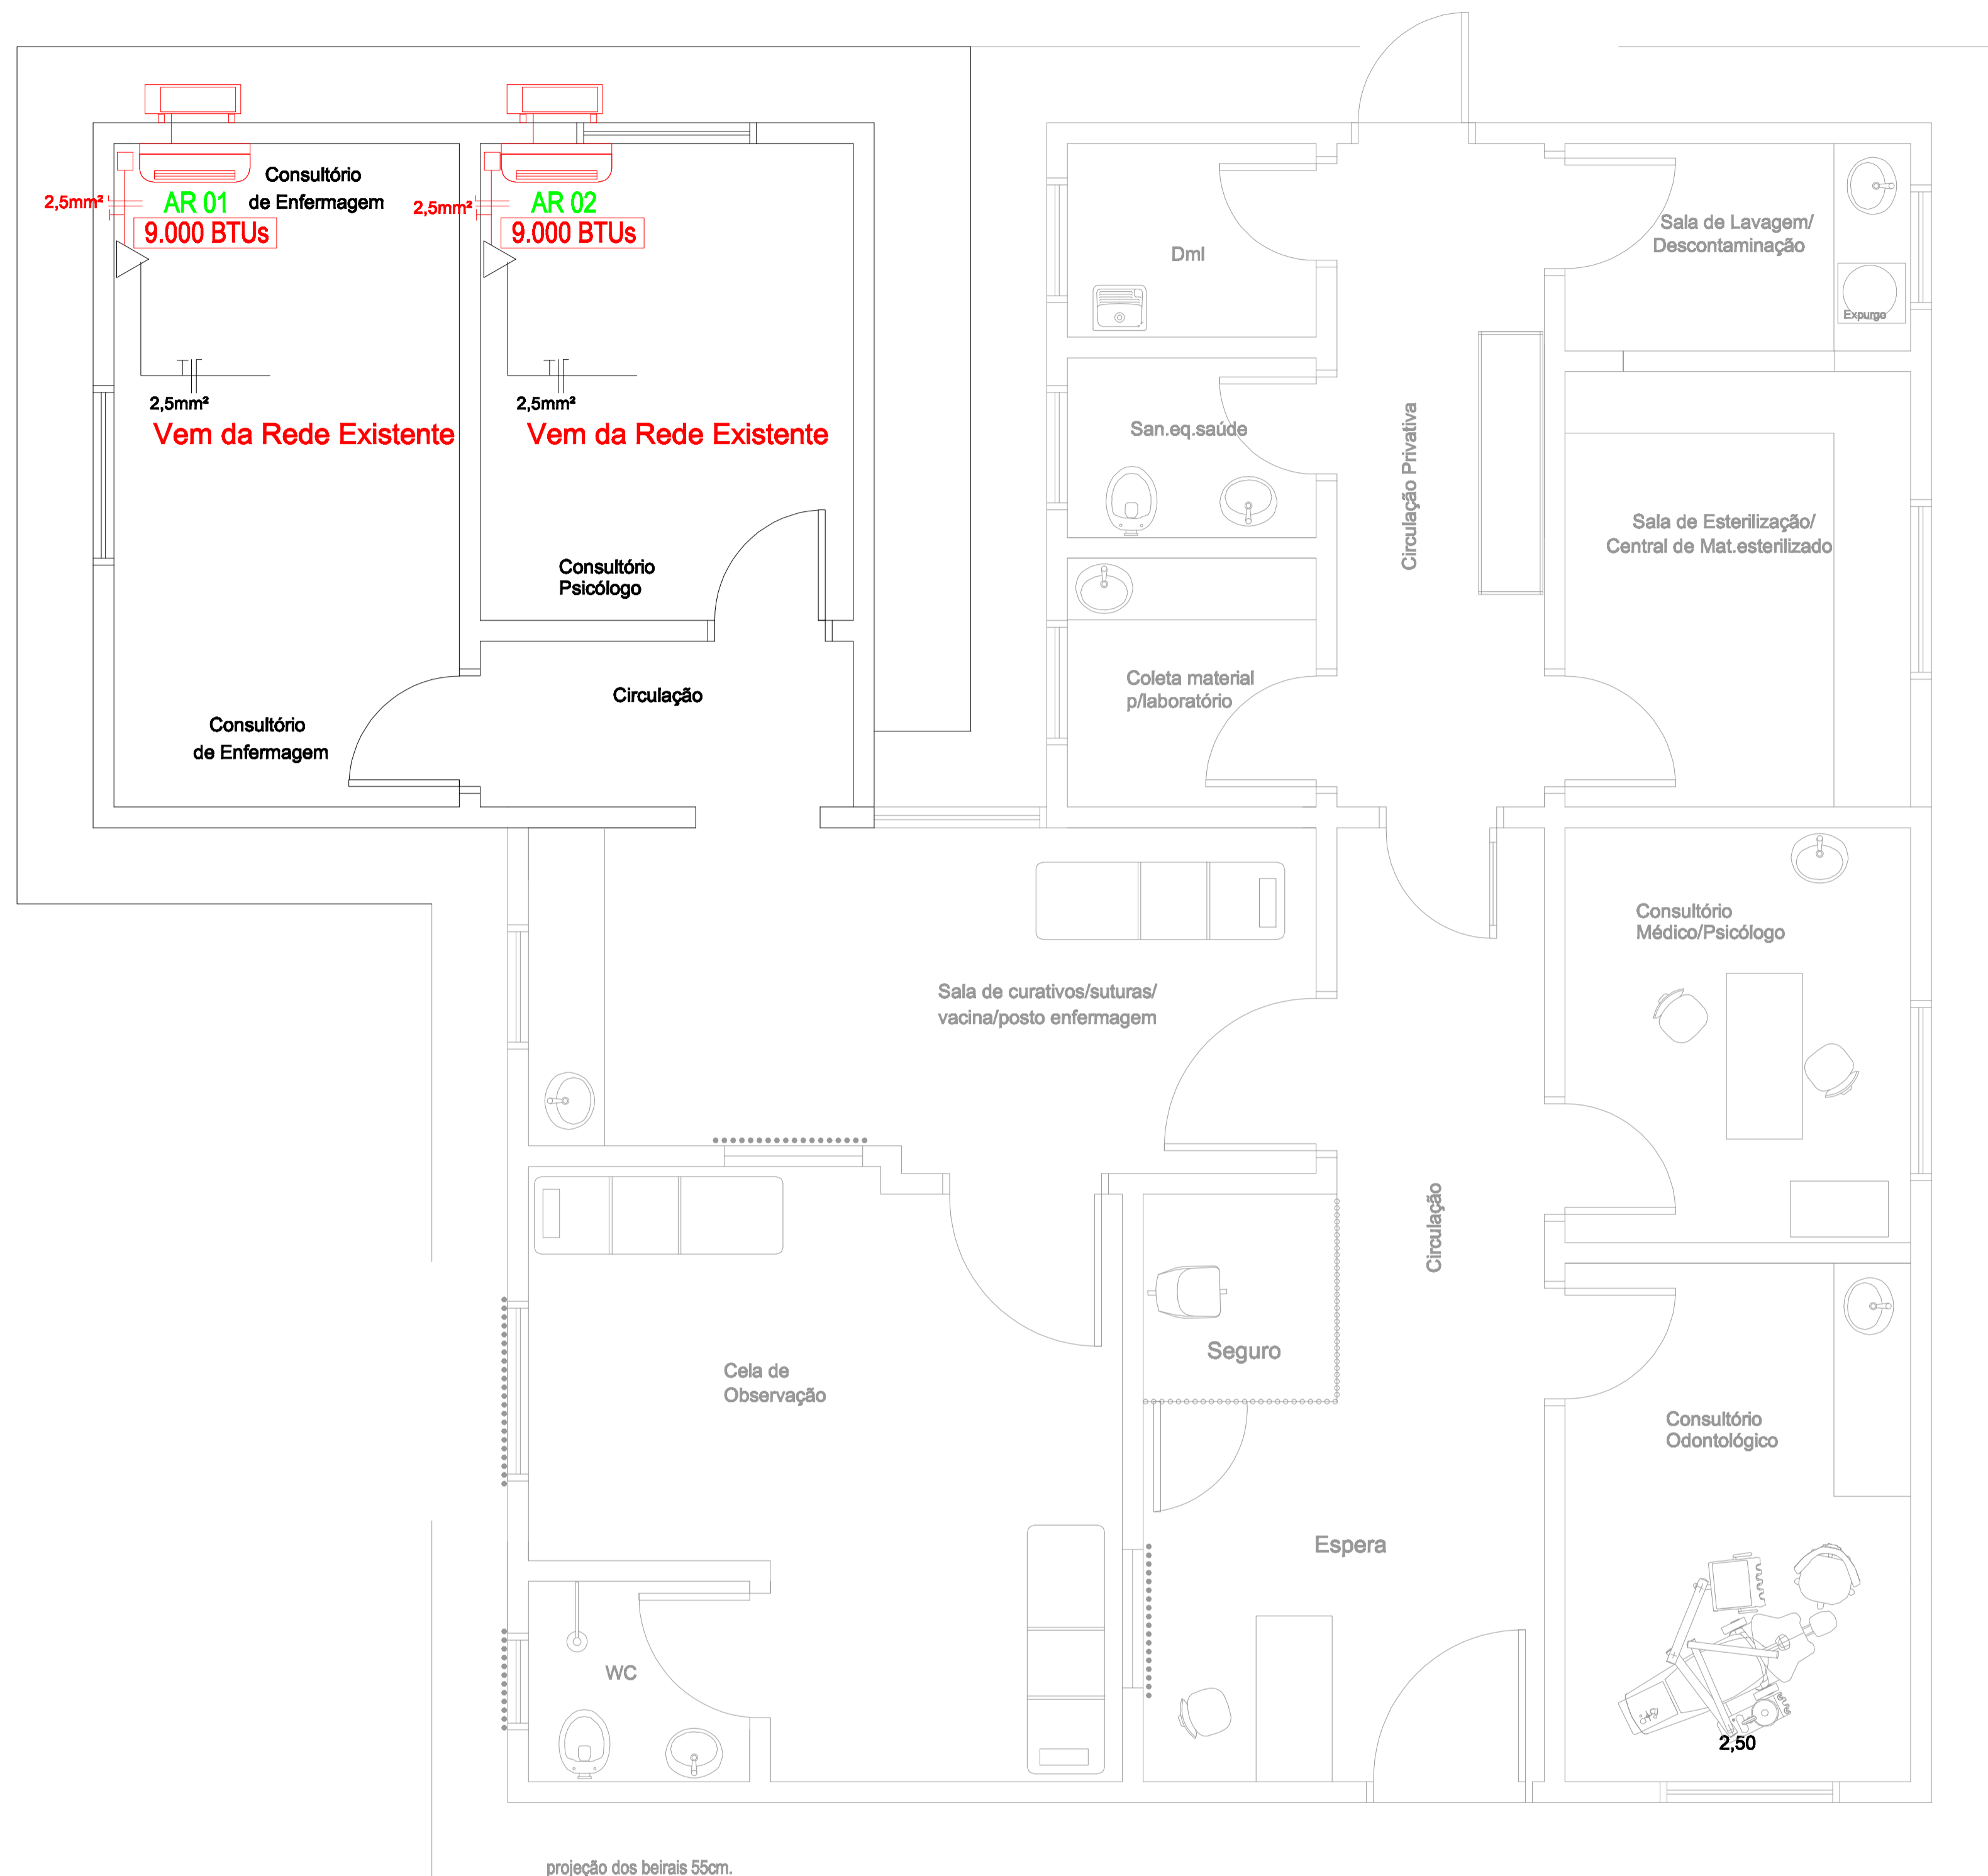 Consultório
de Enfermagem
2,5mm²
AR 01
9.000 BTUs
2,5mm²
AR 02
9.000 BTUs
2,5mm²
Vem da Rede Existente
2,5mm²
Vem da Rede Existente
Consultório
Psicólogo
Circulação
Consultório
de Enfermagem
Dml
Sala de Lavagem/
Descontaminação
Expurgo
San.eq.saúde
Circulação Privativa
Sala de Esterilização/
Central de Mat.esterilizado
Coleta material
p/laboratório
Consultório
Médico/Psicólogo
Sala de curativos/suturas/
vacina/posto enfermagem
Circulação
Seguro
Cela de
Observação
Consultório
Odontológico
Espera
WC
2,50
projeção dos beirais 55cm.